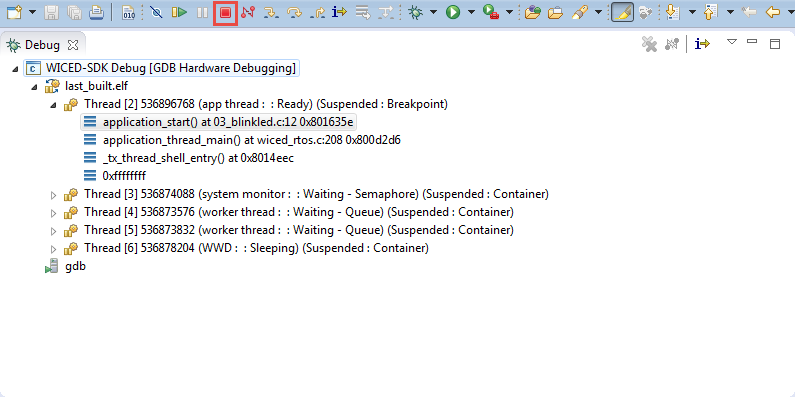 010
Debug
WICED-SDK Debug [GDB Hardware Debugging]
last_built.elf
Thread [2] 536896768 (app thread : : Ready) (Suspended : Breakpoint)
application_start() at 03_blinkled.c:12 0x801635e
application_thread_main() at wiced_rtos.c:208 0x800d2d6
_tx_thread_shell_entry() at 0x8014eec
0xffffffff
Thread [3] 536874088 (system monitor : : Waiting - Semaphore) (Suspended : Container)
Thread [4] 536873576 (worker thread : : Waiting - Queue) (Suspended : Container)
Thread [5] 536873832 (worker thread : : Waiting - Queue) (Suspended : Container)
Thread [6] 536878204 (WWD : : Sleeping) (Suspended : Container)
gdb